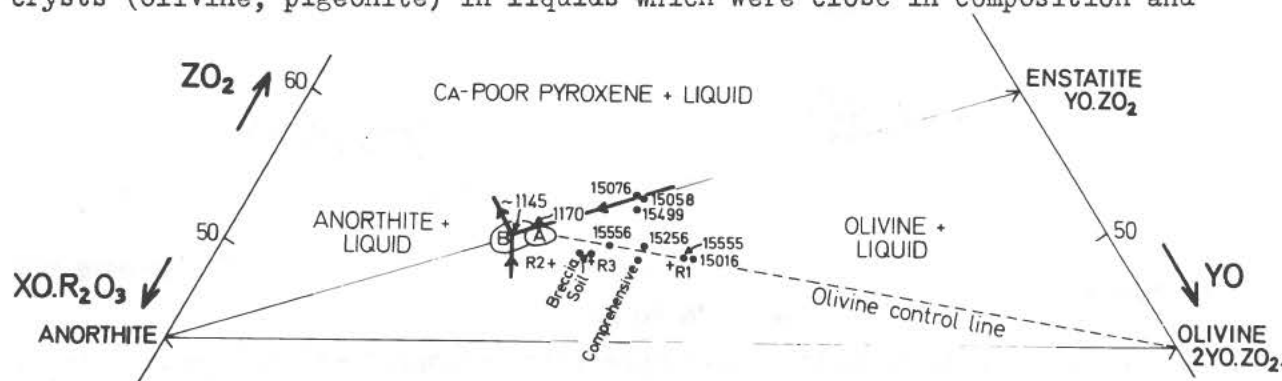 crysts (olivine, pigeonite) in liquids which were close in composition and
ZO₂
60
CA-POOR PYROXENE + LIQUID
ENSTATITE
YO.ZO₂
15076
15058
15499
~1145
1170
ANORTHITE +
LIQUID
OLIVINE +
LIQUID
50
50
B
A
15556
15256
15555
15016
R2+
+R3
+R1
Breccia
Soil
Comprehensive
XO.R₂O₃
YO
Olivine control line
ANORTHITE
OLIVINE
2YO.ZO₂.